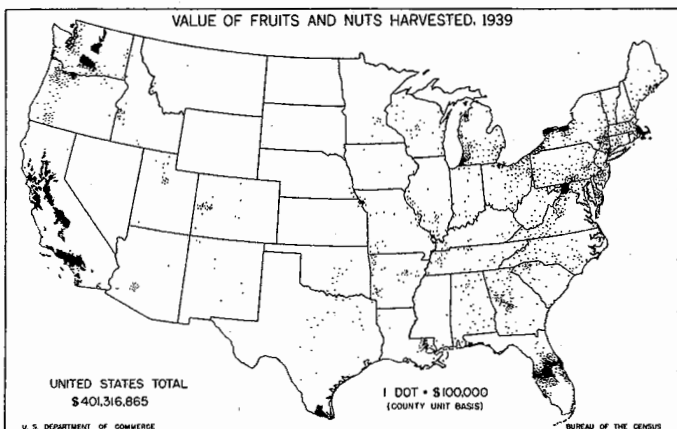 VALUE OF FRUITS AND NUTS HARVESTED, 1939
UNITED STATES TOTAL
$401,316,865
1 DOT = $100,000
(COUNTY UNIT BASIS)
U. S. DEPARTMENT OF COMMERCE
BUREAU OF THE CENSUS